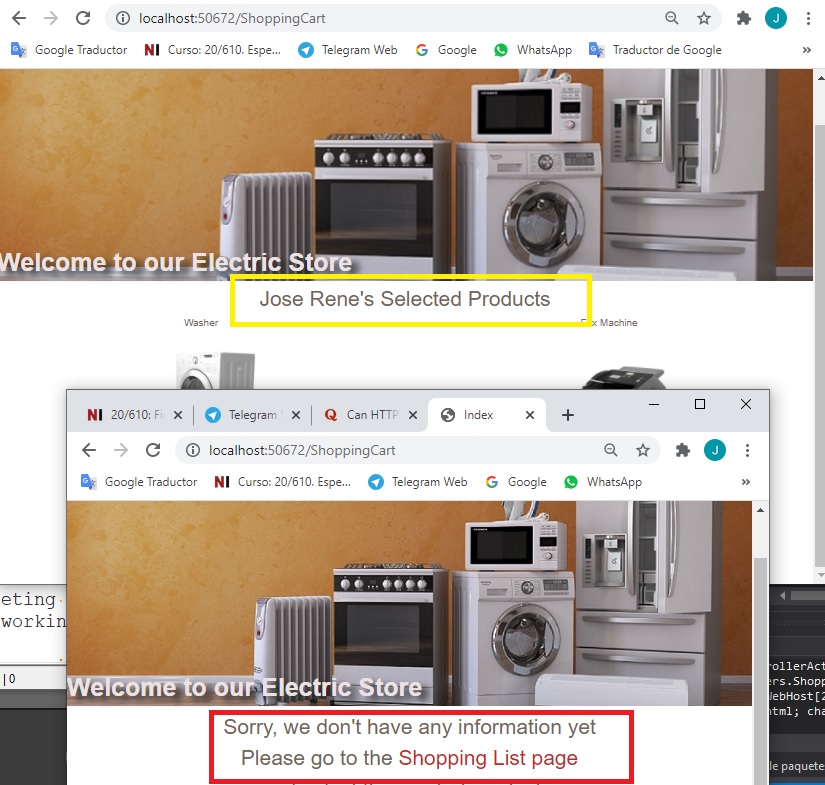 localhost:50672/ShoppingCart
J
Google Traductor
NI Curso: 20/610. Espe...
Telegram Web
Google
WhatsApp
Traductor de Google
»
Welcome to our Electric Store
Jose Rene's Selected Products
Washer
Machine
NI 20/610: Fi
Telegram
Can HTTP
Index
localhost:50672/ShoppingCart
J
Google Traductor
NI Curso: 20/610. Espe...
Telegram Web
Google
WhatsApp
»
Welcome to our Electric Store
Sorry, we don't have any information yet
Please go to the Shopping List page
eting
workin
|0
rollerAct
ers.Shopp
WebHost[2
html; cha
de paquete